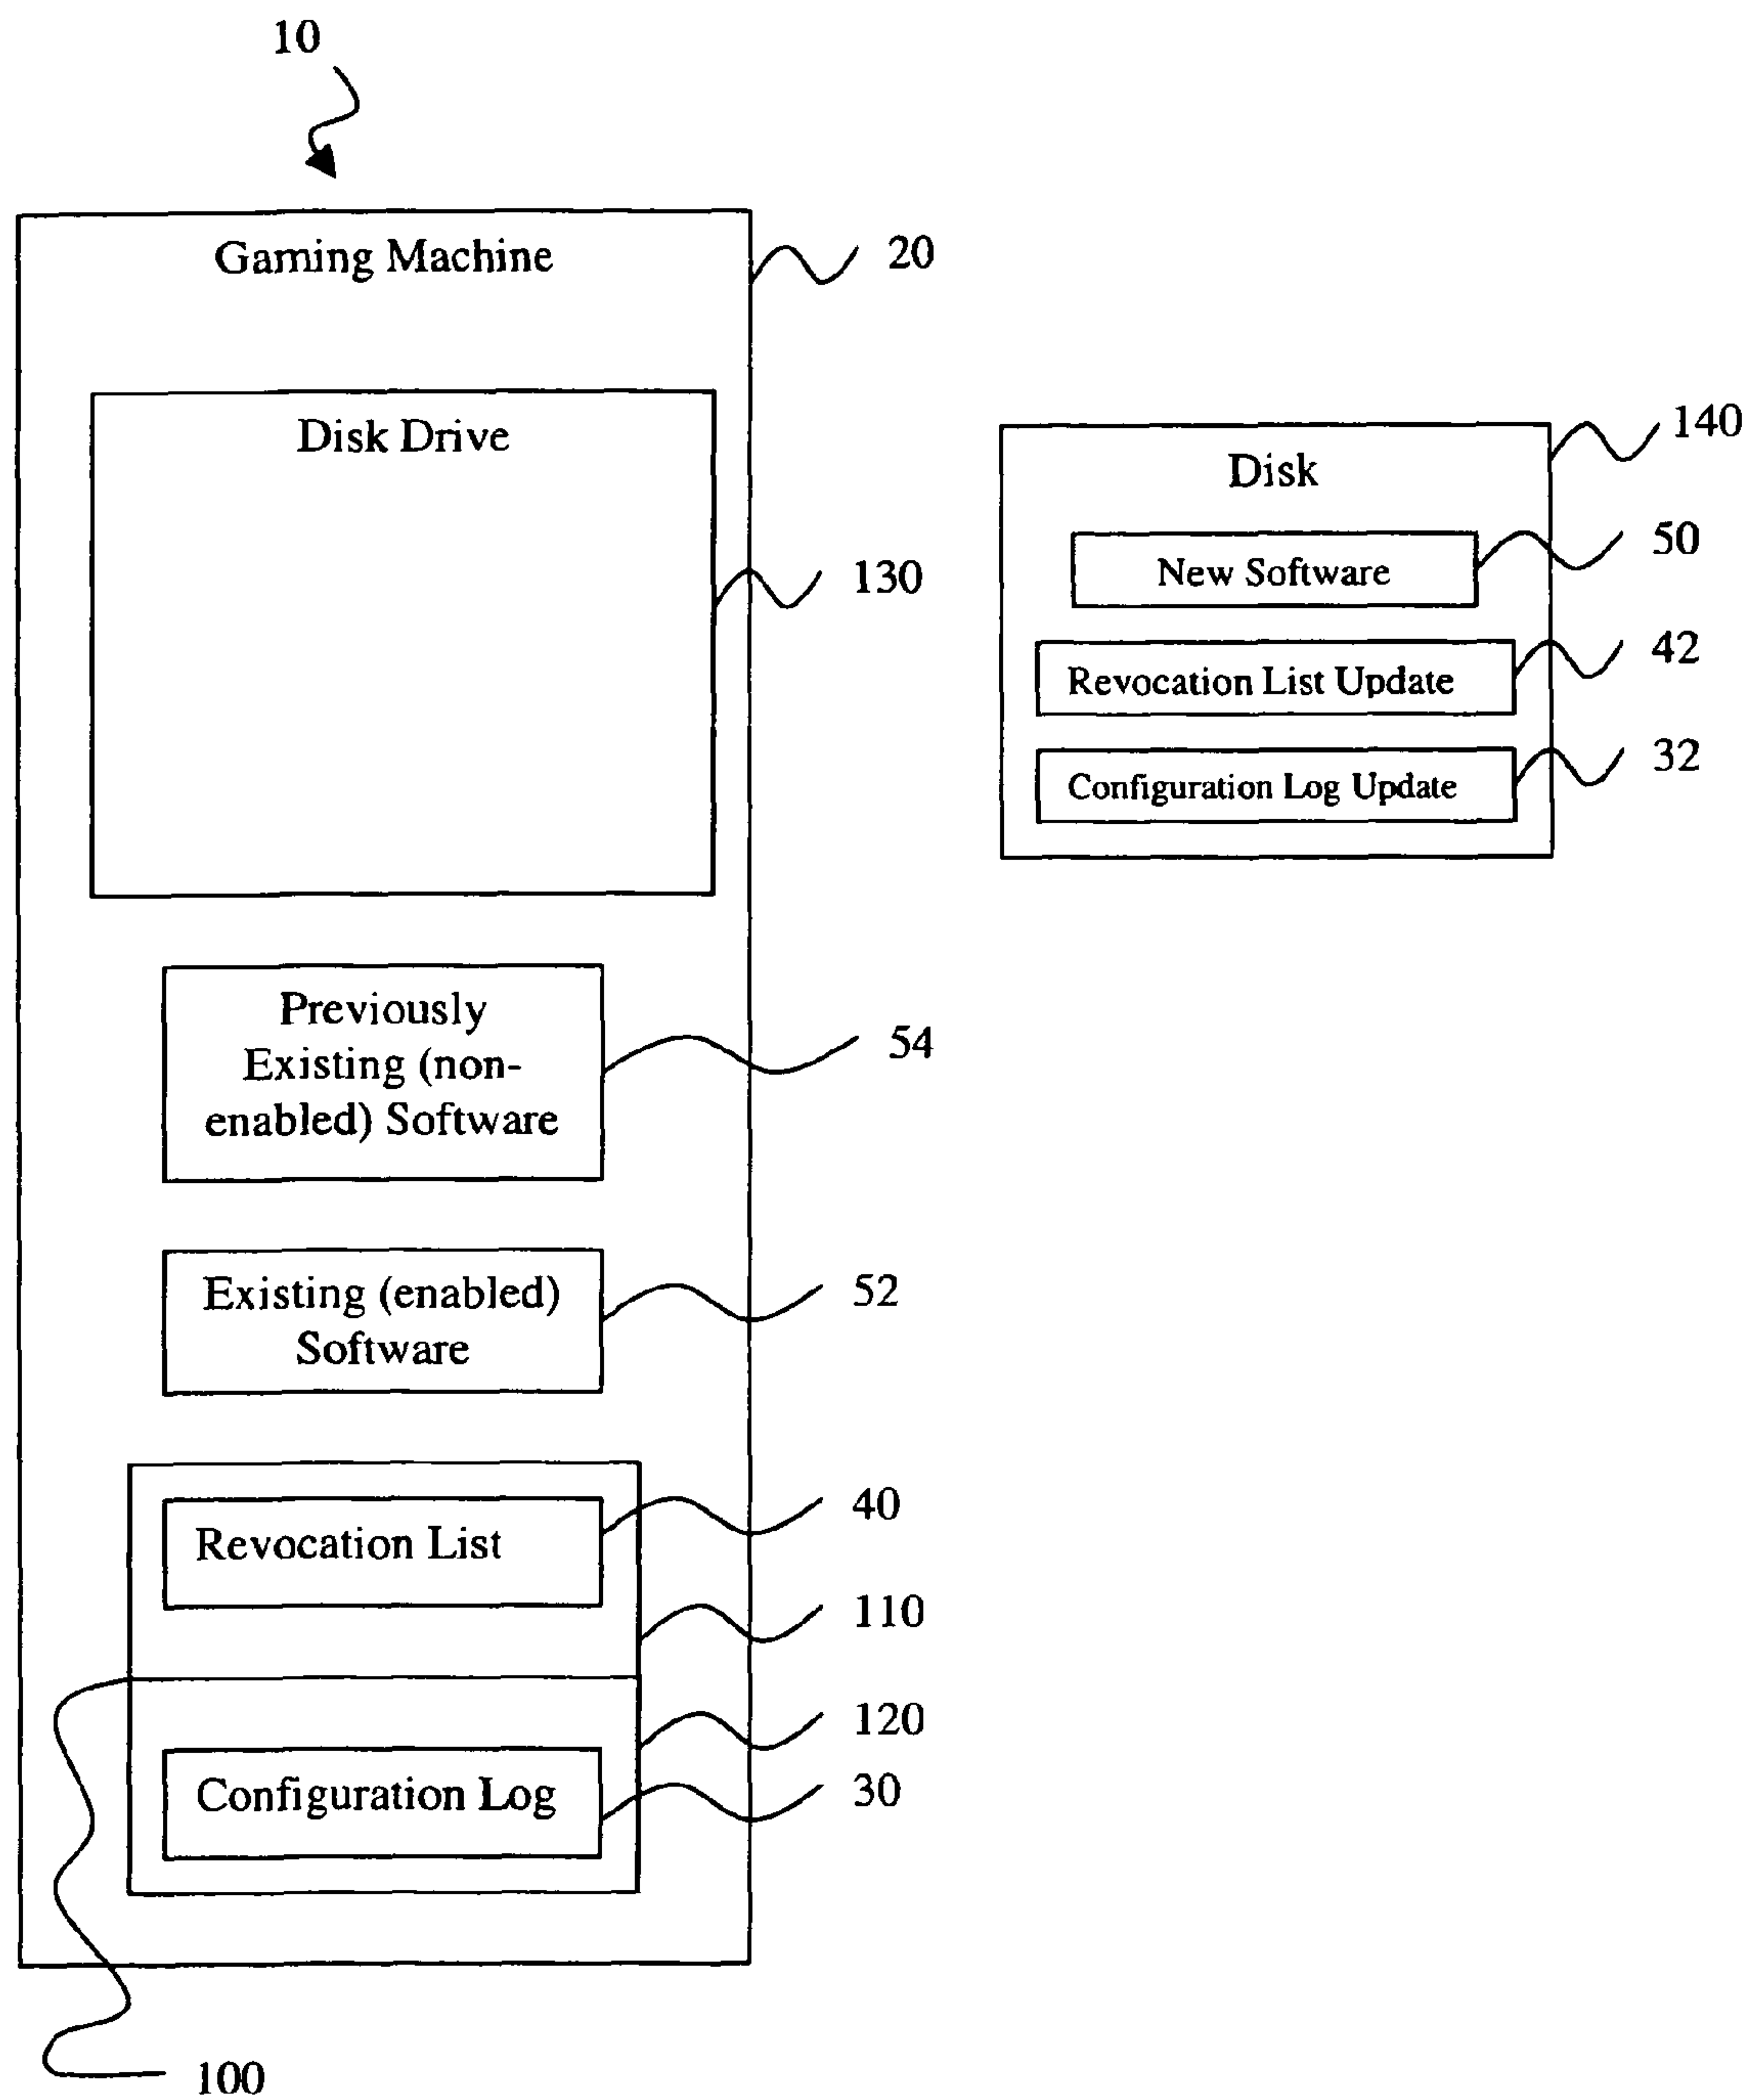 10
Gaming Machine
20
Disk Drive
130
Disk
140
New Software
50
Revocation List Update
42
Configuration Log Update
32
Previously
Existing (non-
enabled) Software
54
Existing (enabled)
Software
52
Revocation List
40
110
120
Configuration Log
30
100